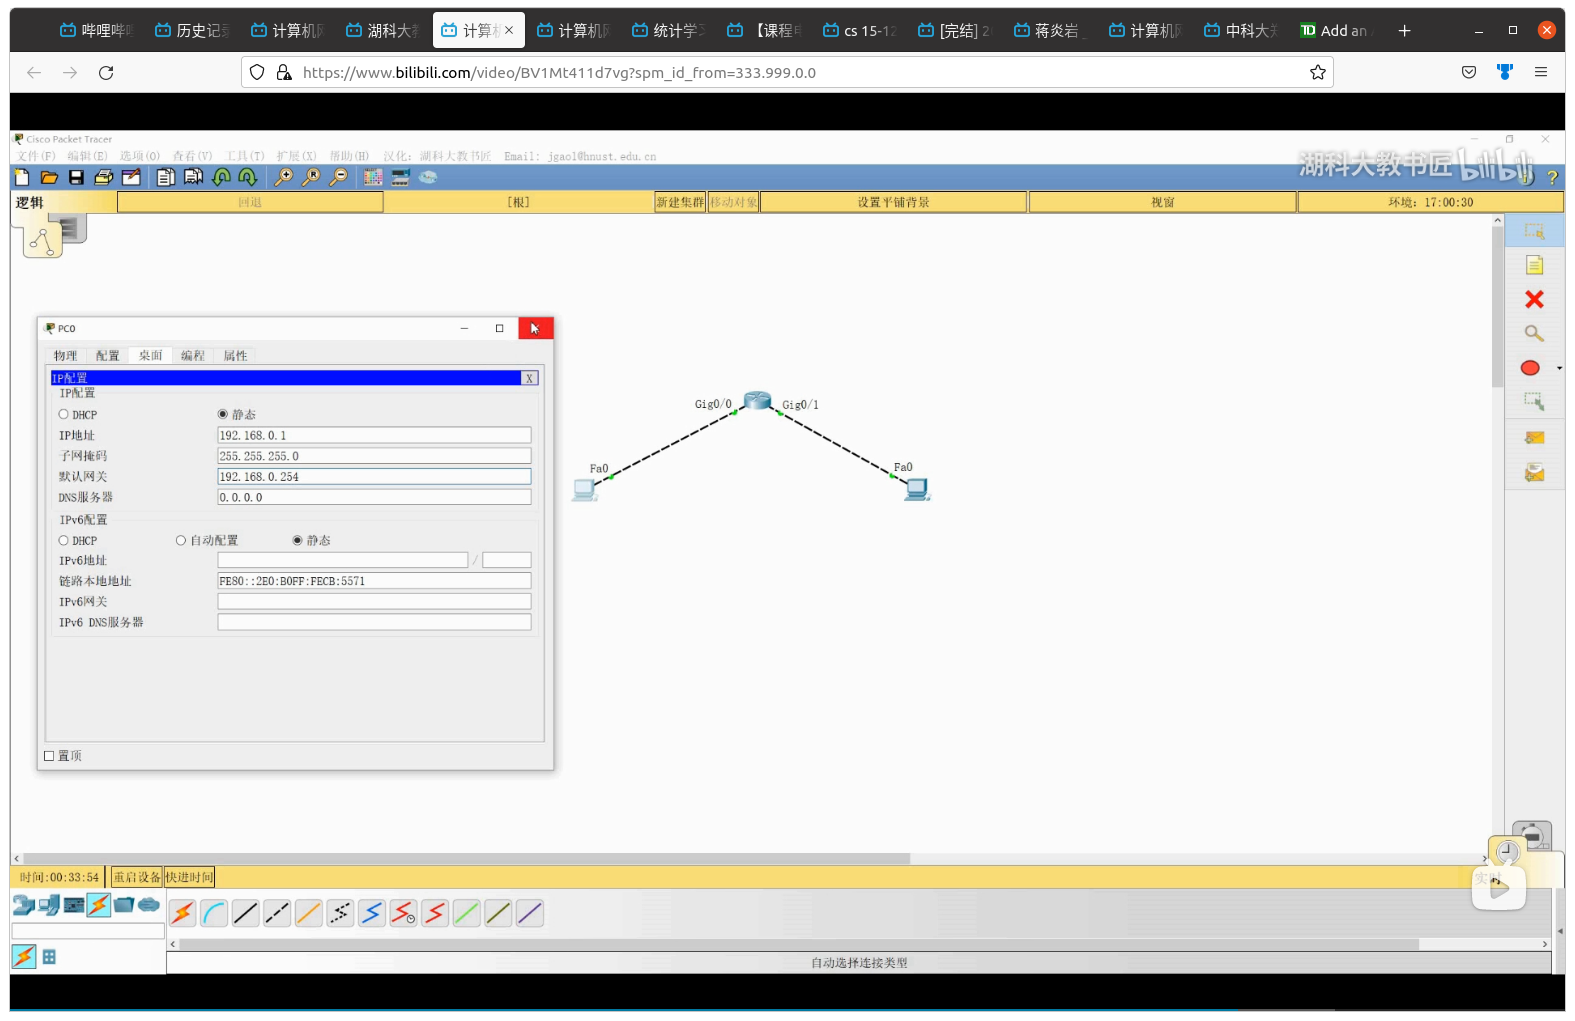 哔哩哔哩 历史记录 计算机网 湖科大教 计算机 × 计算机网 统计学习 【课程 cs 15-12 [完结] 2 蒋炎岩 计算机网 中科大 Add an +
https://www.bilibili.com/video/BV1Mt411d7vg?spm_id_from=333.999.0.0
Cisco Packet Tracer
文件(F) 编辑(E) 选项(O) 查看(V) 工具(T) 扩展(X) 帮助(H) 汉化: 湖科大教书匠 Email: jgaol@hnust.edu.cn
湖科大教书匠 bilibili
逻辑 回退 [根] 新建集群 移动对象 设置平铺背景 视窗 环境: 17:00:30
PC0
物理 配置 桌面 编程 属性
IP配置 X
IP配置
DHCP 静态
IP地址 192.168.0.1
子网掩码 255.255.255.0
默认网关 192.168.0.254
DNS服务器 0.0.0.0
IPv6配置
DHCP 自动配置 静态
IPv6地址 /
链路本地地址 FE80::2E0:B0FF:FECB:5571
IPv6网关
IPv6 DNS服务器
置顶
Gig0/0 Gig0/1
Fa0 Fa0
时间:00:33:54 重启设备 快进时间 实时
自动选择连接类型